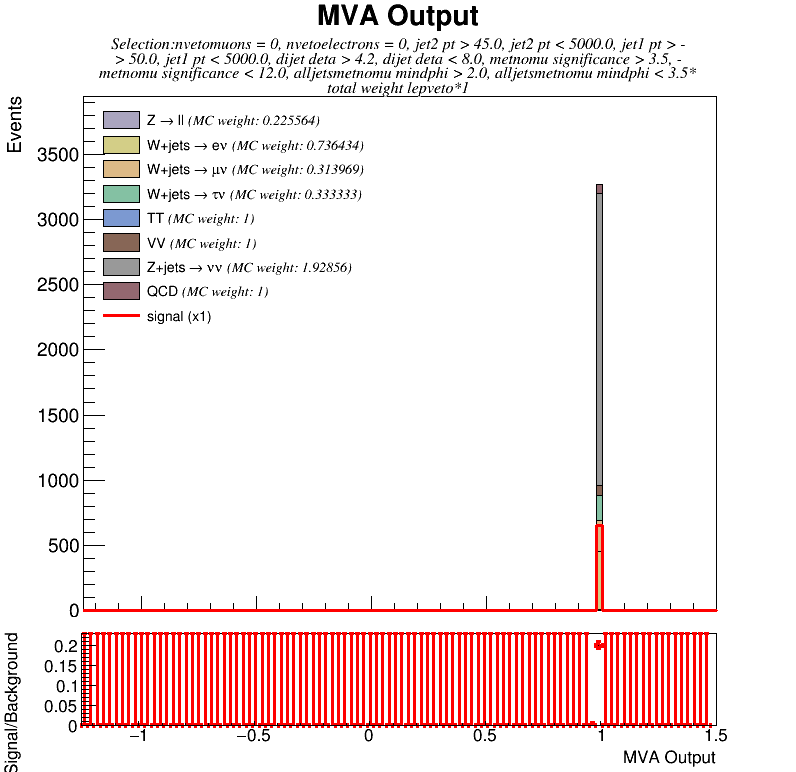 MVA Output
Selection:nvetomuons = 0, nvetoelectrons = 0, jet2 pt > 45.0, jet2 pt < 5000.0, jet1 pt > -
> 50.0, jet1 pt < 5000.0, dijet deta > 4.2, dijet deta < 8.0, metnomu significance > 3.5, -
metnomu significance < 12.0, alljetsmetnomu mindphi > 2.0, alljetsmetnomu mindphi < 3.5*
total weight lepveto*1
Events
Z → ll (MC weight: 0.225564)
W+jets → eν (MC weight: 0.736434)
W+jets → μν (MC weight: 0.313969)
W+jets → τν (MC weight: 0.333333)
TT (MC weight: 1)
VV (MC weight: 1)
Z+jets → νν (MC weight: 1.92856)
QCD (MC weight: 1)
signal (x1)
3500
3000
2500
2000
1500
1000
500
0
Signal/Background
0.2
0.15
0.1
0.05
0
−1
−0.5
0
0.5
1
1.5
MVA Output